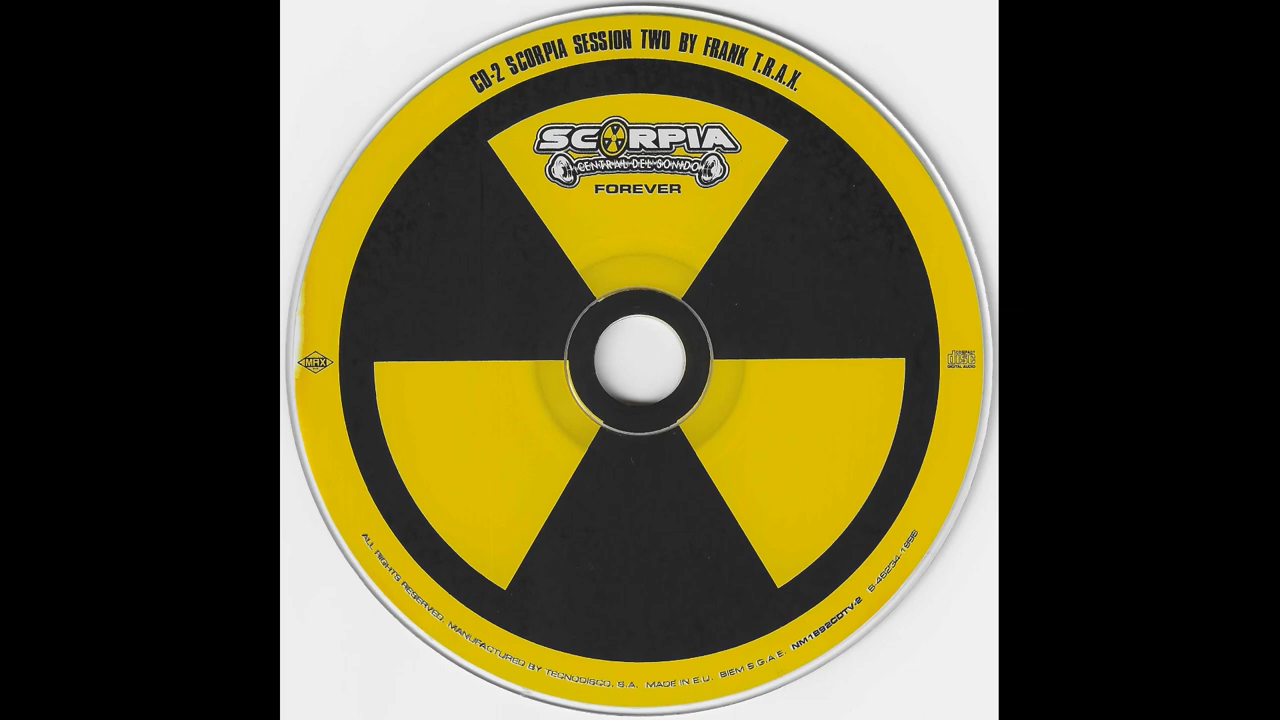 CD-2 SCORPIA SESSION TWO BY FRANK T.R.A.X.
SCORPIA
CENTRAL DEL SONIDO
FOREVER
MAX
COMPACT
disc
DIGITAL AUDIO
ALL RIGHTS RESERVED. MANUFACTURED BY TECNODISCO, S.A. MADE IN E.U. BIEM S.G.A.E. NM1892CDTV-2 B-48234-1998